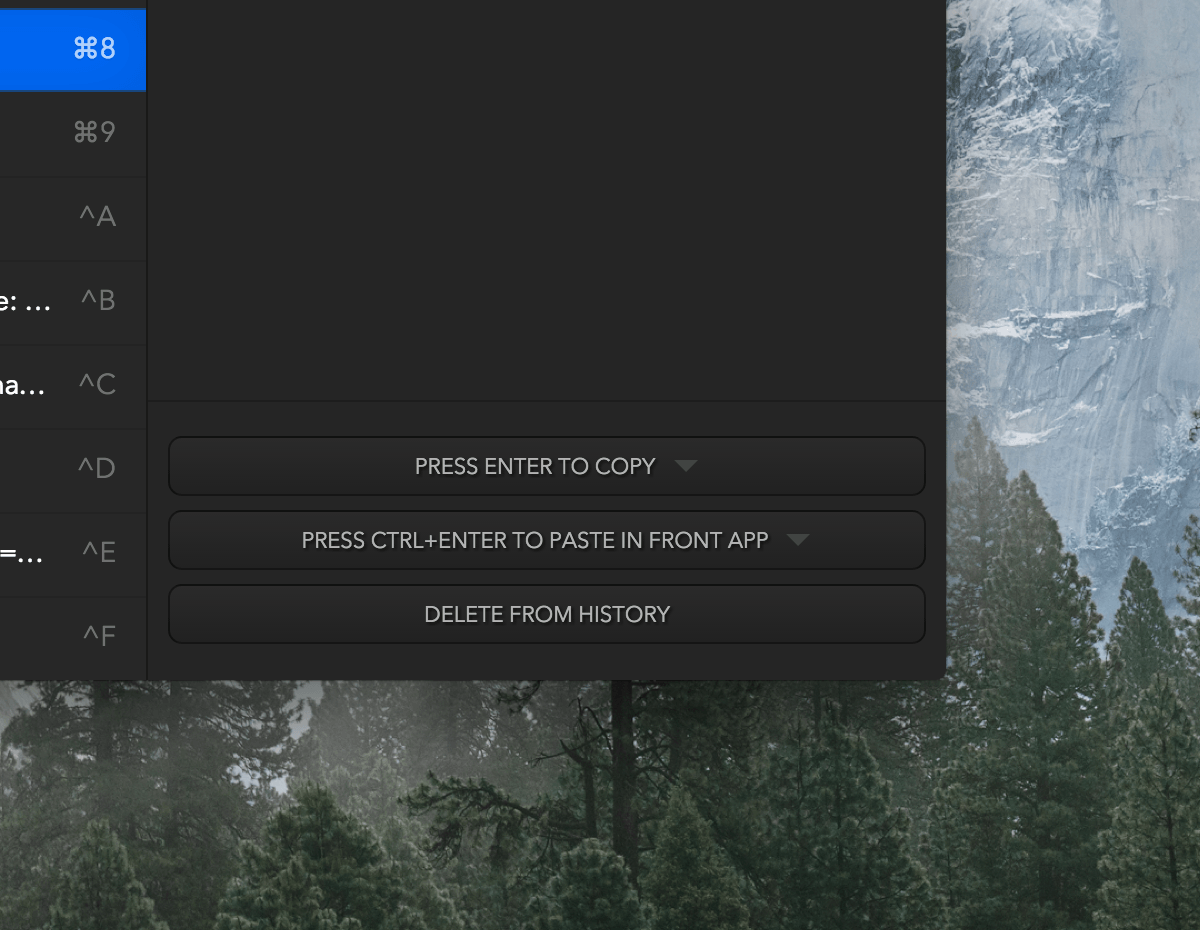 ⌘8
⌘9
^A
e: ... ^B
na... ^C
^D
=... ^E
^F
PRESS ENTER TO COPY
PRESS CTRL+ENTER TO PASTE IN FRONT APP
DELETE FROM HISTORY